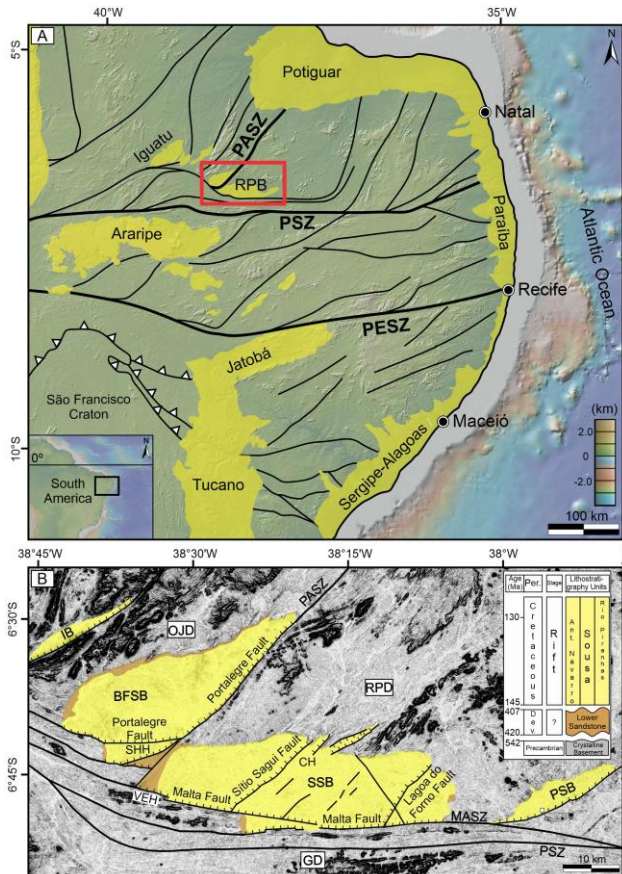 40°W
35°W
A
N
5°S
Potiguar
Natal
PASZ
Iguatu
RPB
PSZ
Araripe
Paraíba
Atlantic Ocean
Recife
PESZ
Jatobá
São Francisco
Craton
Maceió
(km)
2.0
0.0
-2.0
10°S
0°
N
South
America
Tucano
Sergipe-Alagoas
100 km
38°45'W
38°30'W
38°15'W
38°W
B
N
PASZ
IB
OJD
6°30'S
Portalegre Fault
RPD
BFSB
Portalegre Fault
SHH
Sítio Sagui Fault
CH
SSB
Lagoa do
Forno Fault
6°45'S
VEH
Malta Fault
Malta Fault
MASZ
PSB
PSZ
GD
10 km
Age
(Ma)
Per.
Stage
Lithostrati-
graphy Units
130
Cretaceous
Rift
Ant. Navarro
Sousa
Rio Piranhas
145
407
Dev.
?
Lower
Sandstone
420
542
Precambrian
Crystalline
Basement